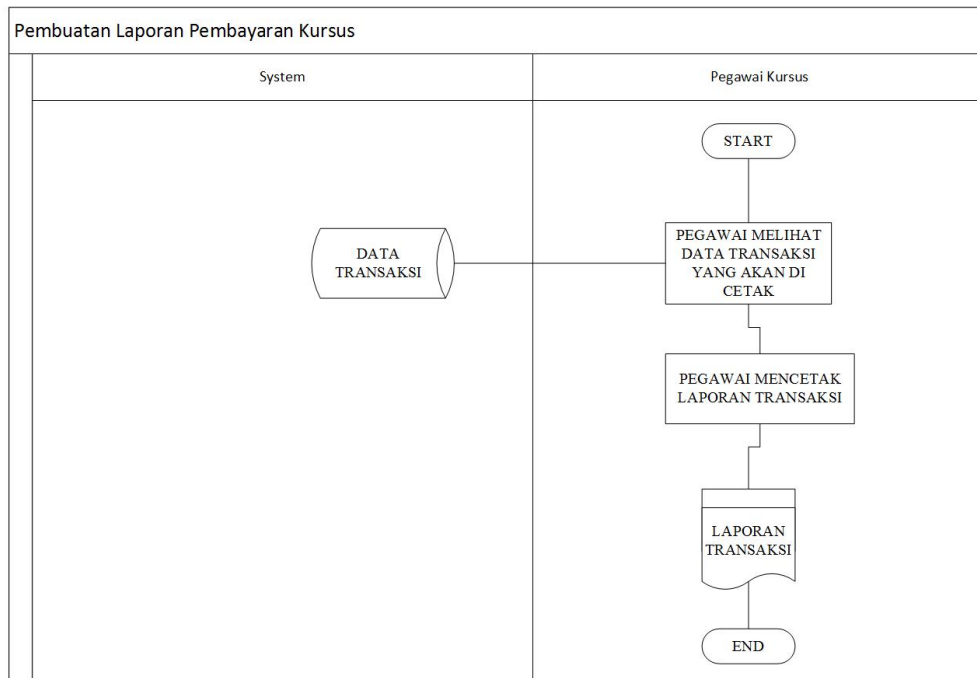 Pembuatan Laporan Pembayaran Kursus
System
Pegawai Kursus
START
PEGAWAI MELIHAT
DATA TRANSAKSI
YANG AKAN DI
CETAK
DATA
TRANSAKSI
PEGAWAI MENCETAK
LAPORAN TRANSAKSI
LAPORAN
TRANSAKSI
END